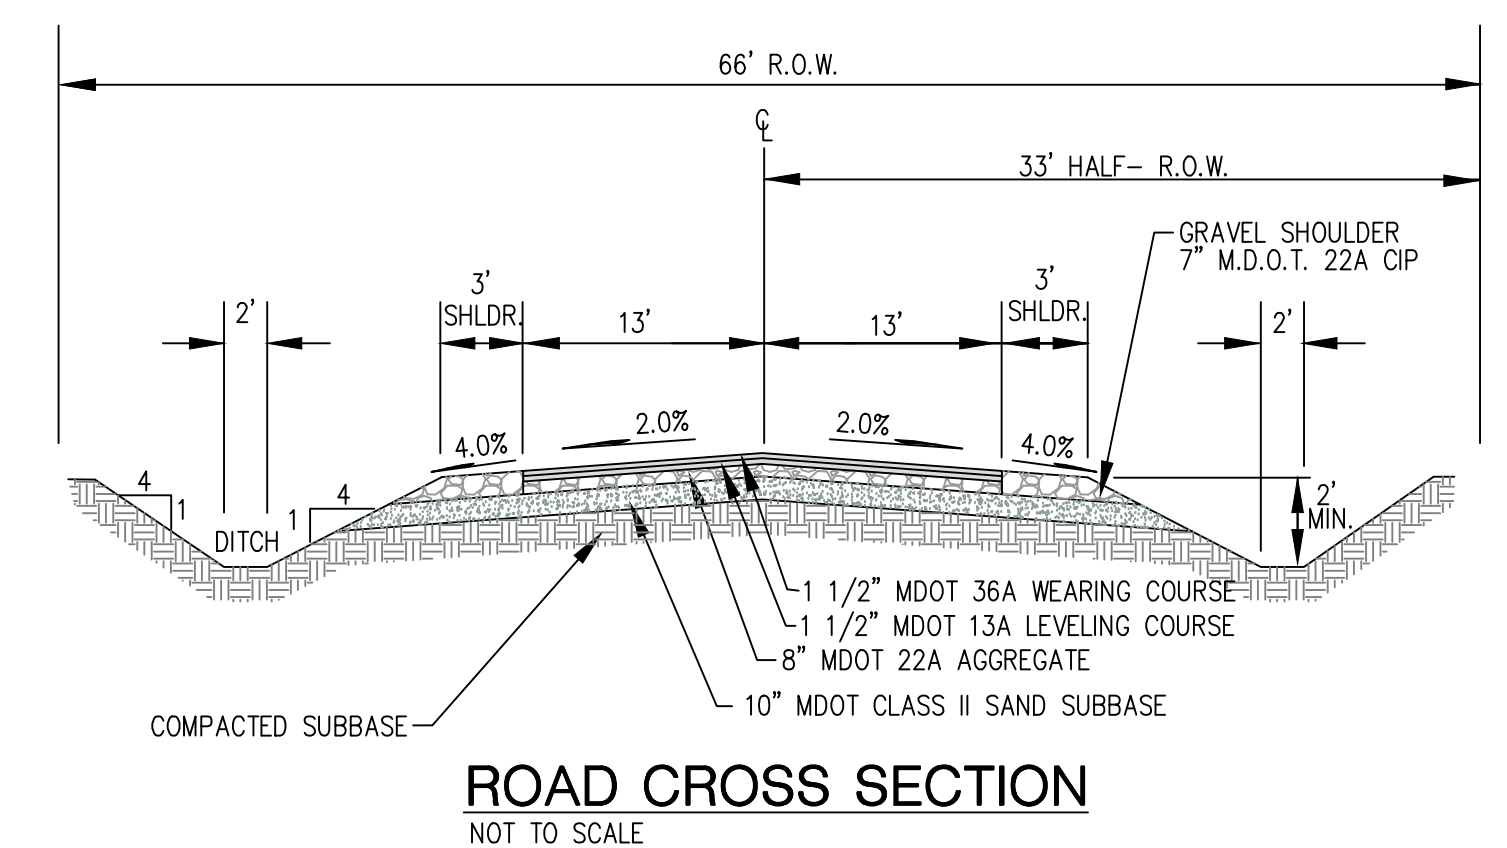 66' R.O.W.
℄
33' HALF- R.O.W.
GRAVEL SHOULDER
7" M.D.O.T. 22A CIP
2'
3'
SHLDR.
13'
13'
3'
SHLDR.
2'
4.0%
2.0%
2.0%
4.0%
4
1
DITCH
1
4
2'
MIN.
1 1/2" MDOT 36A WEARING COURSE
1 1/2" MDOT 13A LEVELING COURSE
8" MDOT 22A AGGREGATE
10" MDOT CLASS II SAND SUBBASE
COMPACTED SUBBASE
ROAD CROSS SECTION
NOT TO SCALE